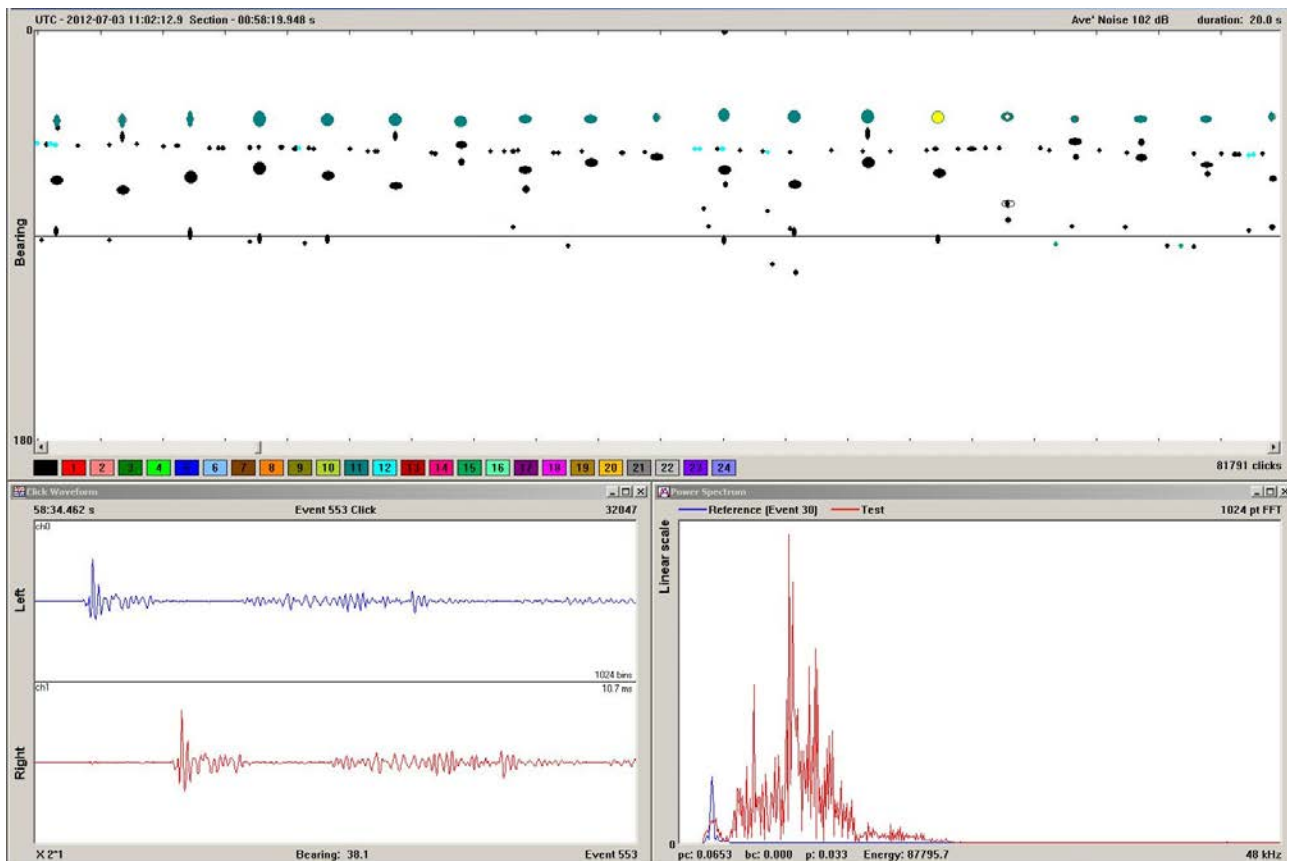 UTC - 2012-07-03 11:02:12.9 Section - 00:58:19.948 s Ave' Noise 102 dB duration: 20.0 s
0
Bearing
180
1 2 3 4 5 6 7 8 9 10 11 12 13 14 15 16 17 18 19 20 21 22 23 24 81791 clicks
Click Waveform
58:34.462 s Event 553 Click 32047
ch0
Left
1024 bins
ch1 10.7 ms
Right
X 2^1 Bearing: 38.1 Event 553
Power Spectrum
Reference (Event 30) Test 1024 pt FFT
Linear scale
0
pc: 0.0653 bc: 0.000 p: 0.033 Energy: 87795.7 48 kHz